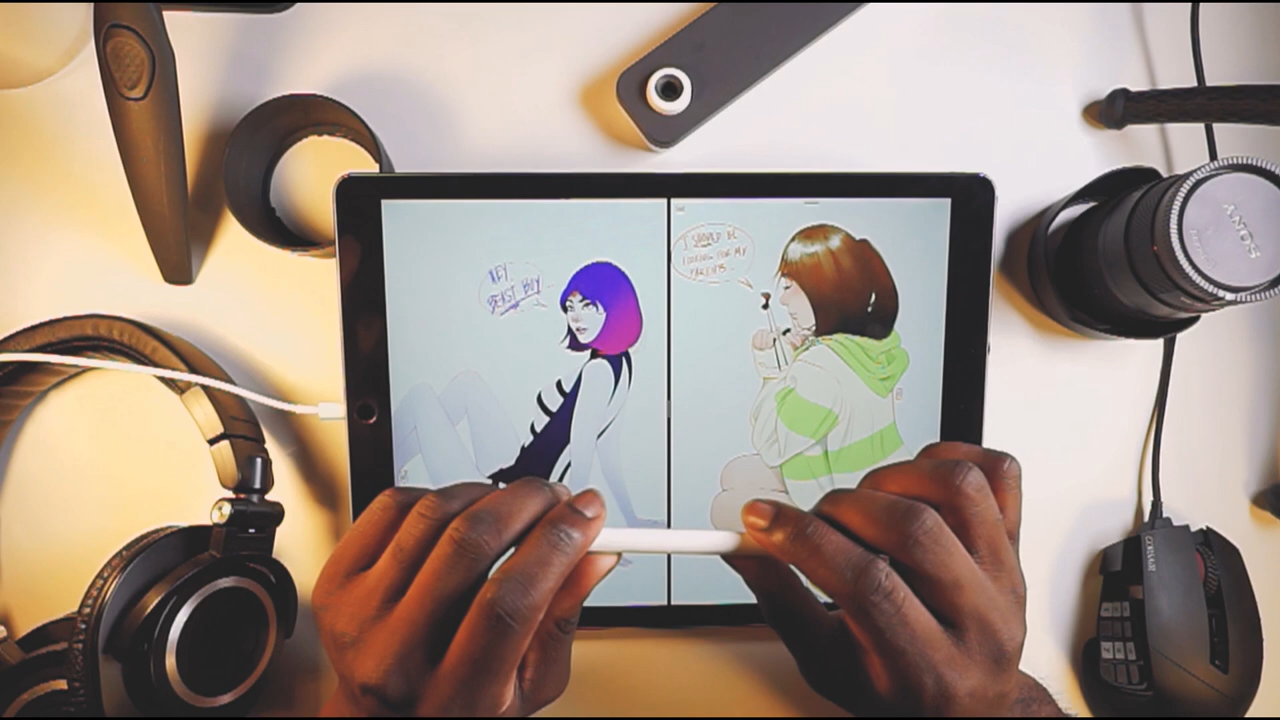 HEY
BEAST BOY
I SHOULD BE
LOOKING FOR MY
PARENTS...
SONY
CORSAIR